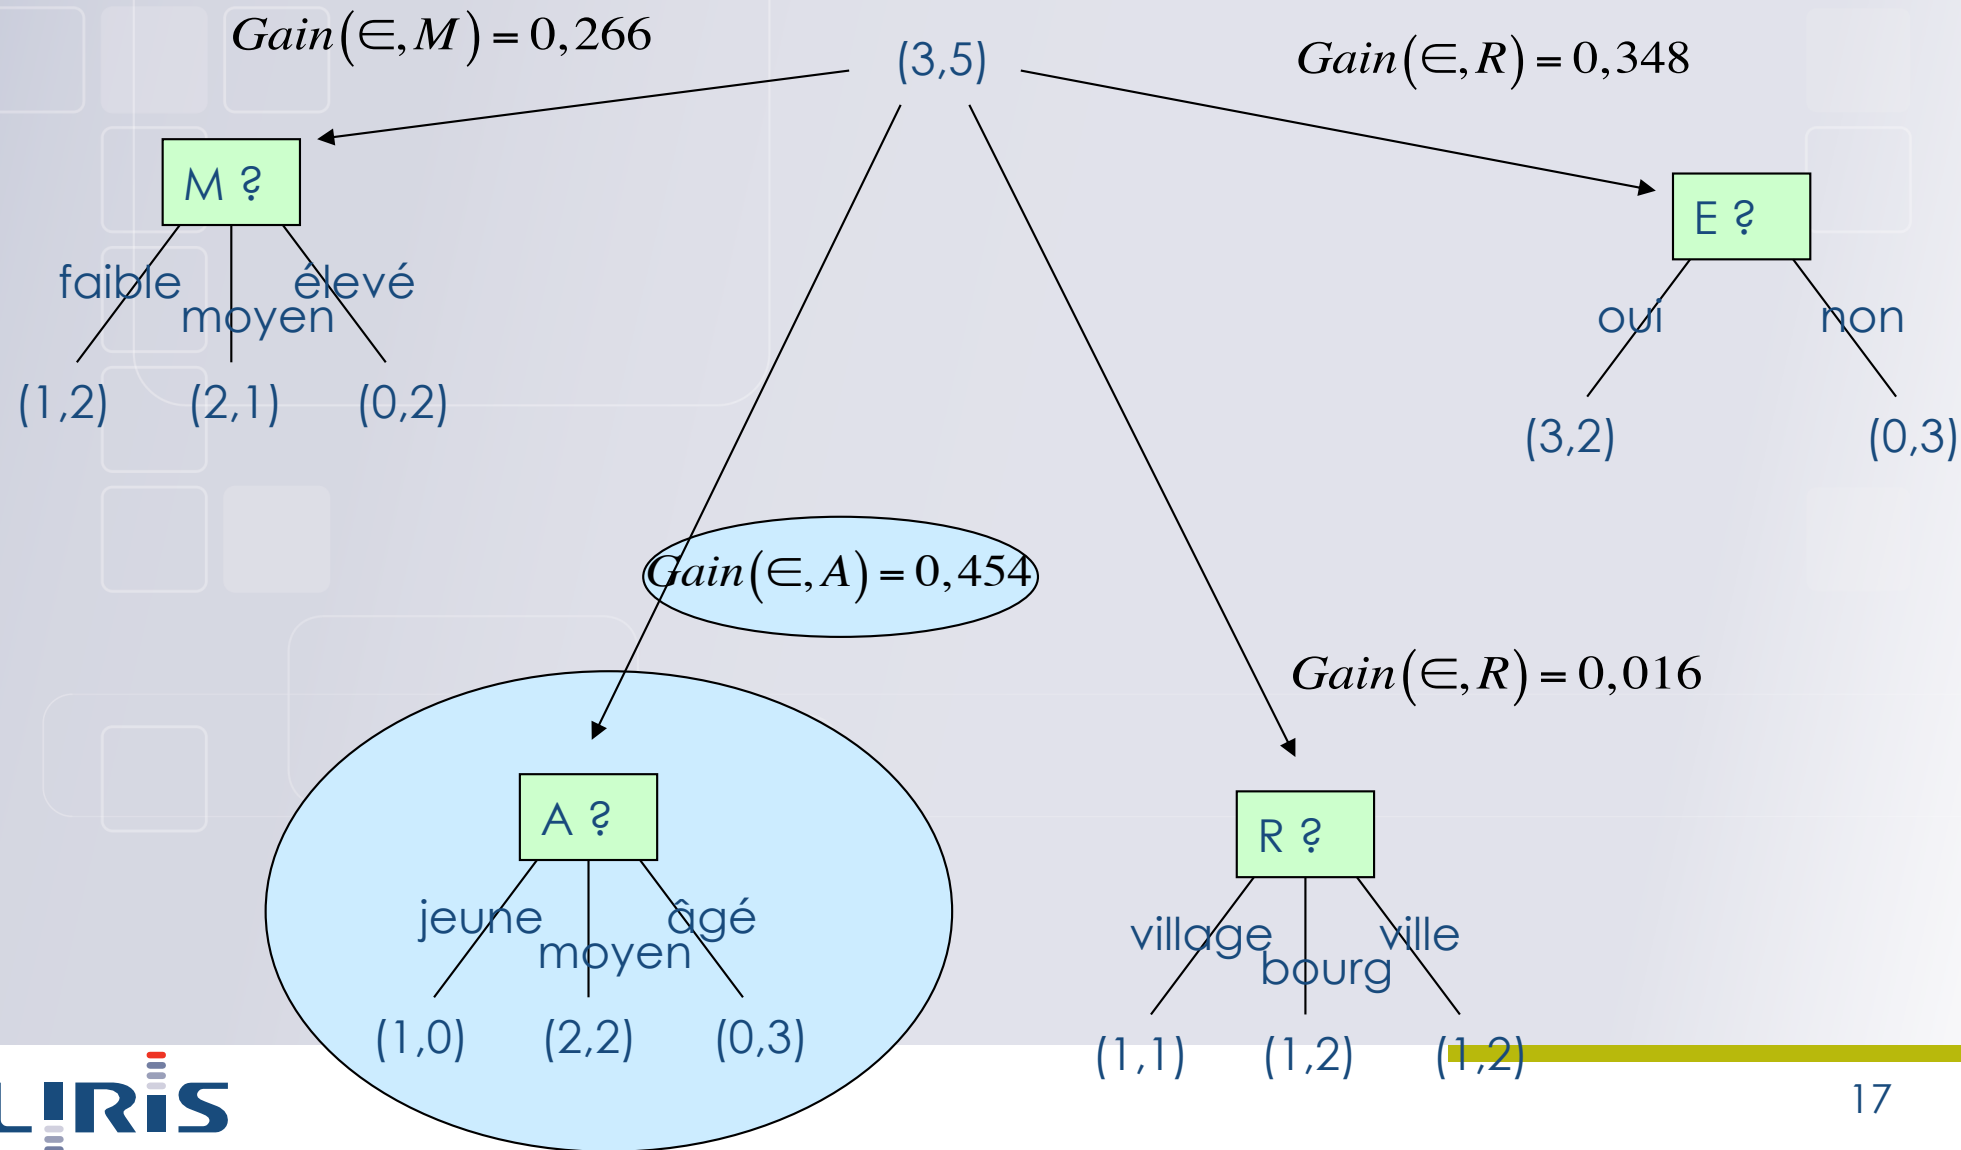 Gain(∈, M) = 0,266
(3,5)
Gain(∈, R) = 0,348
M ?
faible
moyen
élevé
(1,2) (2,1) (0,2)
E ?
oui non
(3,2) (0,3)
Gain(∈, A) = 0,454
A ?
jeune
moyen
âgé
(1,0) (2,2) (0,3)
Gain(∈, R) = 0,016
R ?
village
bourg
ville
(1,1) (1,2) (1,2)
LIRIS
17